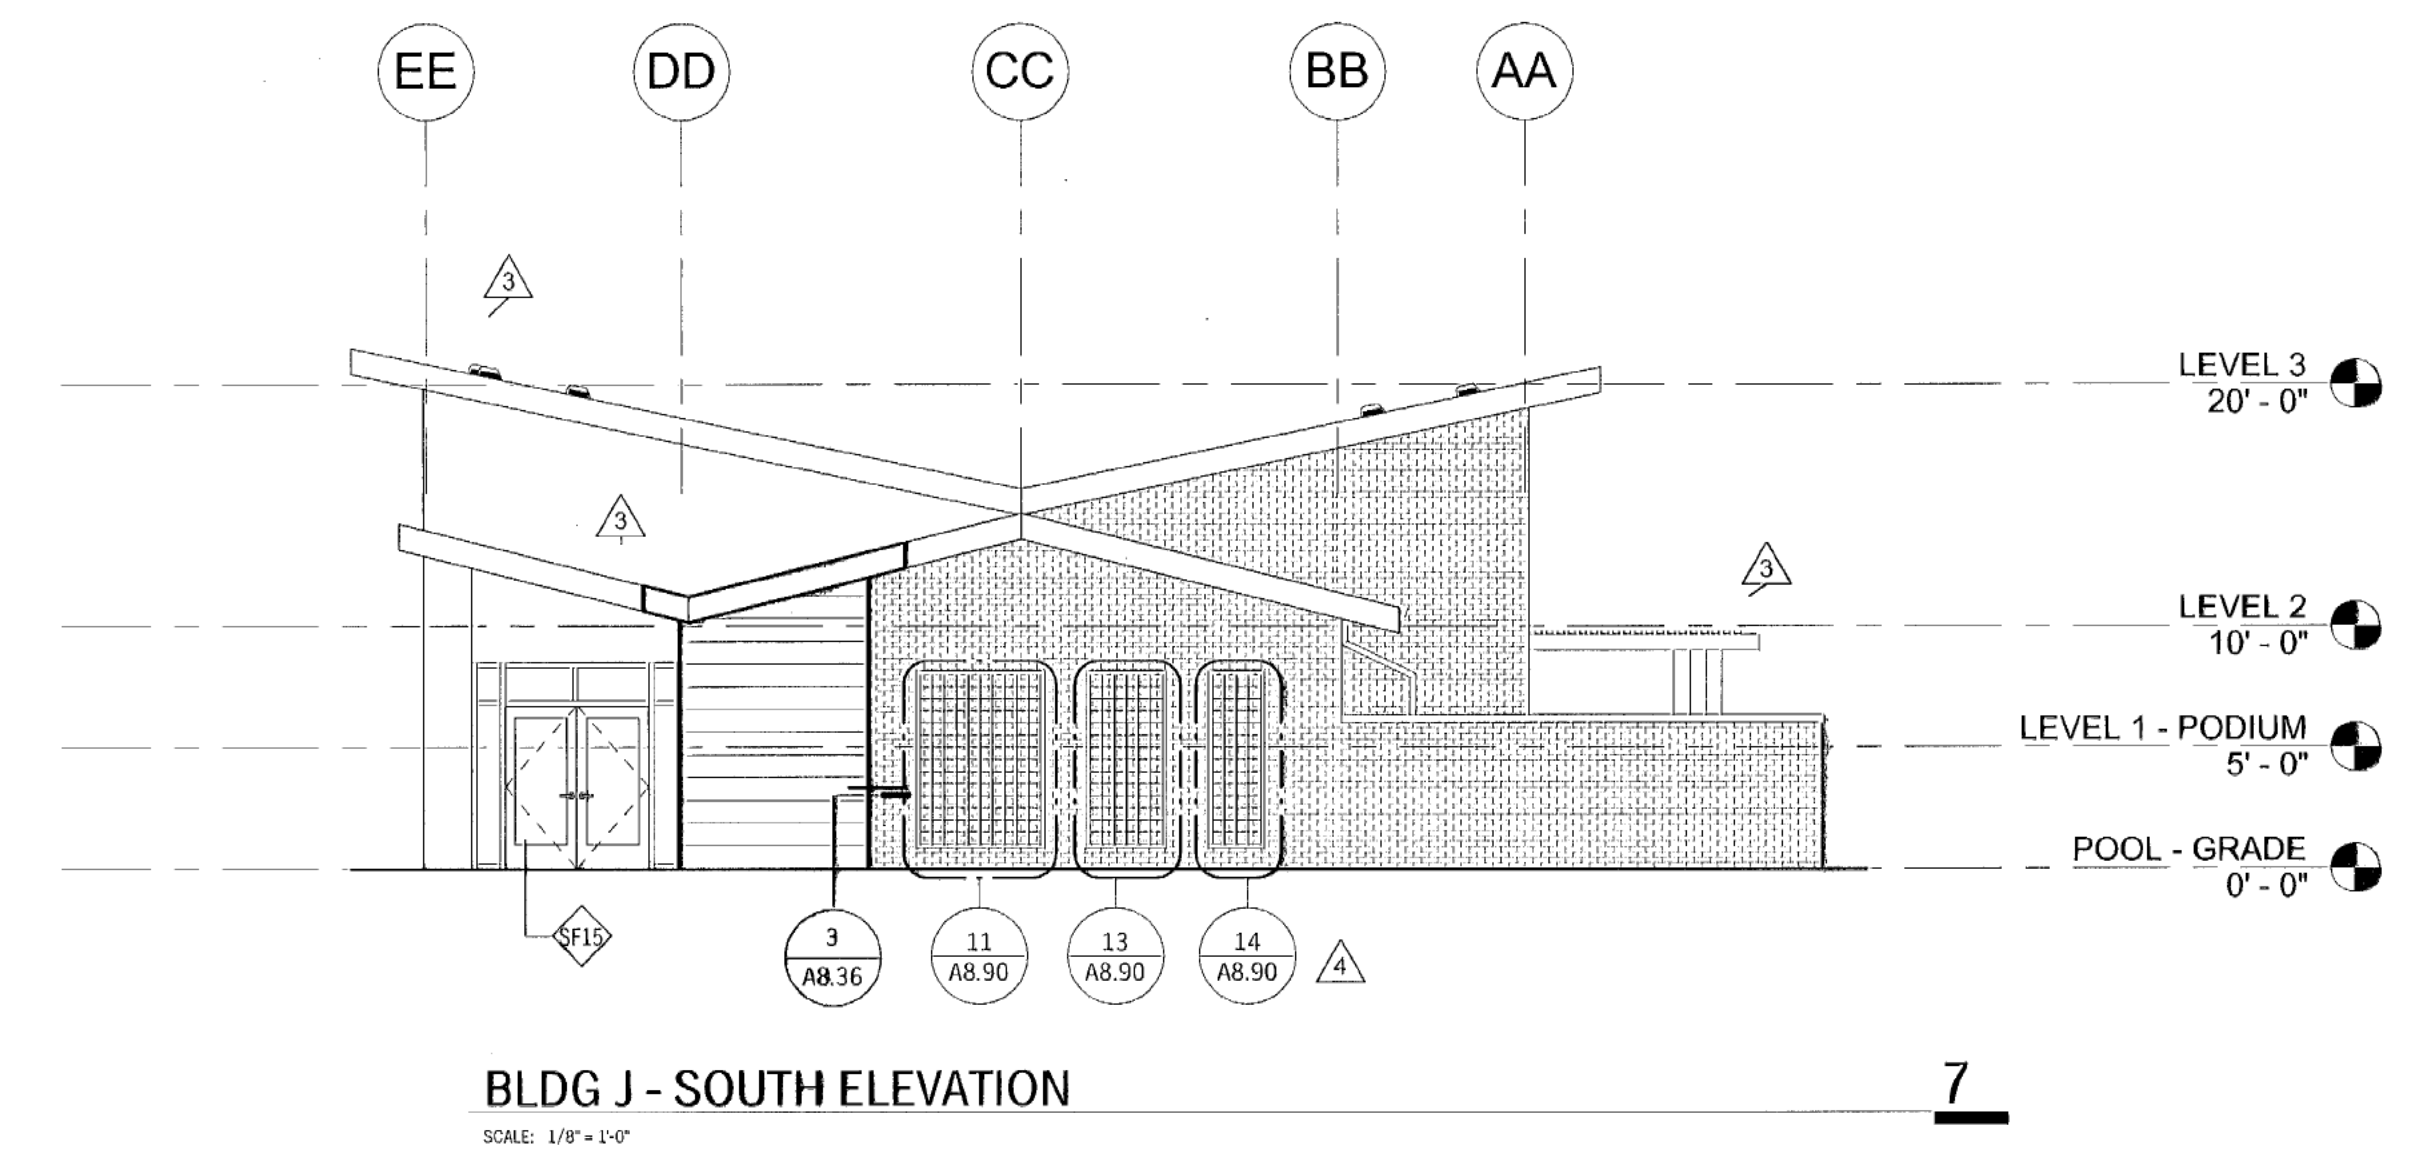 EE DD CC BB AA
3
LEVEL 3
20' - 0"
3
3
LEVEL 2
10' - 0"
LEVEL 1 - PODIUM
5' - 0"
POOL - GRADE
0' - 0"
SF15
3
A8.36
11
A8.90
13
A8.90
14
A8.90
4
BLDG J - SOUTH ELEVATION
7
SCALE: 1/8" = 1'-0"